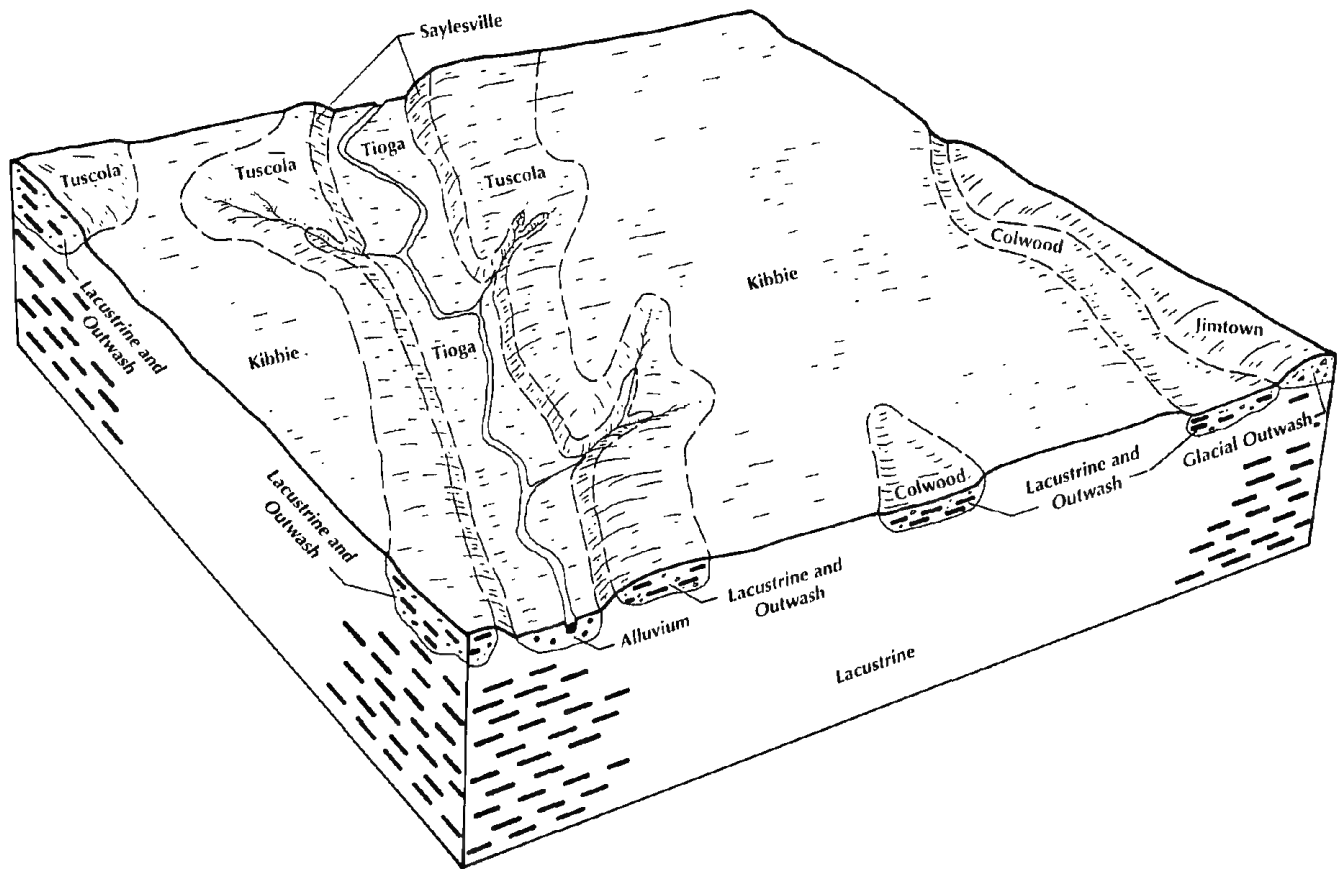 Saylesville
Tioga
Tuscola
Tuscola
Tuscola
Colwood
Kibbie
Lacustrine and
Outwash
Jimtown
Kibbie
Tioga
Glacial Outwash
Lacustrine and
Outwash
Colwood
Lacustrine and
Outwash
Lacustrine and
Outwash
Alluvium
Lacustrine